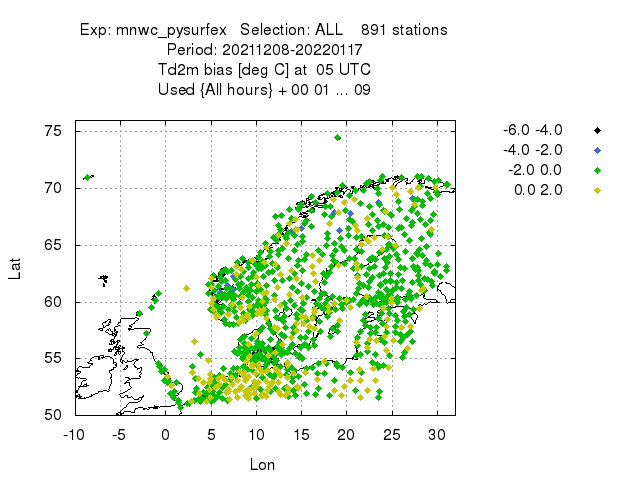 Exp: mnwc_pysurfex   Selection: ALL    891 stations
Period: 20211208-20220117
Td2m bias [deg C] at  05 UTC
Used {All hours} + 00 01 ... 09
-6.0 -4.0
-4.0 -2.0
-2.0 0.0
0.0 2.0
75
70
65
60
55
50
Lat
-10 -5 0 5 10 15 20 25 30
Lon